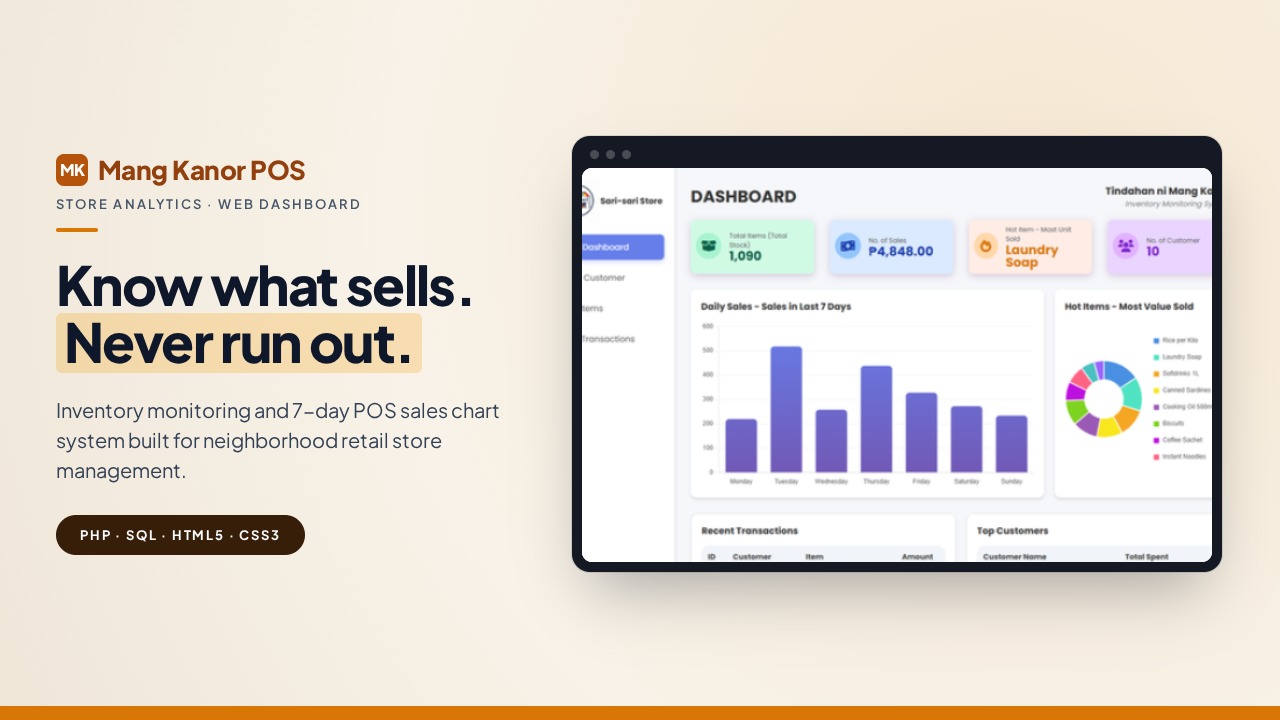 MK Mang Kanor POS
STORE ANALYTICS · WEB DASHBOARD
Know what sells.
Never run out.
Inventory monitoring and 7–day POS sales chart
system built for neighborhood retail store
management.
PHP · SQL · HTML5 · CSS3
Sari-sari Store
Dashboard
Customer
Items
Transactions
DASHBOARD
Tindahan ni Mang Ka
Inventory Monitoring Sy
Total Items (Total
Stock)
1,090
No. of Sales
₱4,848.00
Hot Item - Most Unit
Sold
Laundry
Soap
No. of Customer
10
Daily Sales - Sales in Last 7 Days
600
500
400
300
200
100
0
Monday Tuesday Wednesday Thursday Friday Saturday Sunday
Hot Items - Most Value Sold
Rice per Kilo
Laundry Soap
Softdrinks 1L
Canned Sardines
Cooking Oil 500m
Biscuits
Coffee Sachet
Instant Noodles
Recent Transactions
ID Customer Item Amount
Top Customers
Customer Name Total Spent